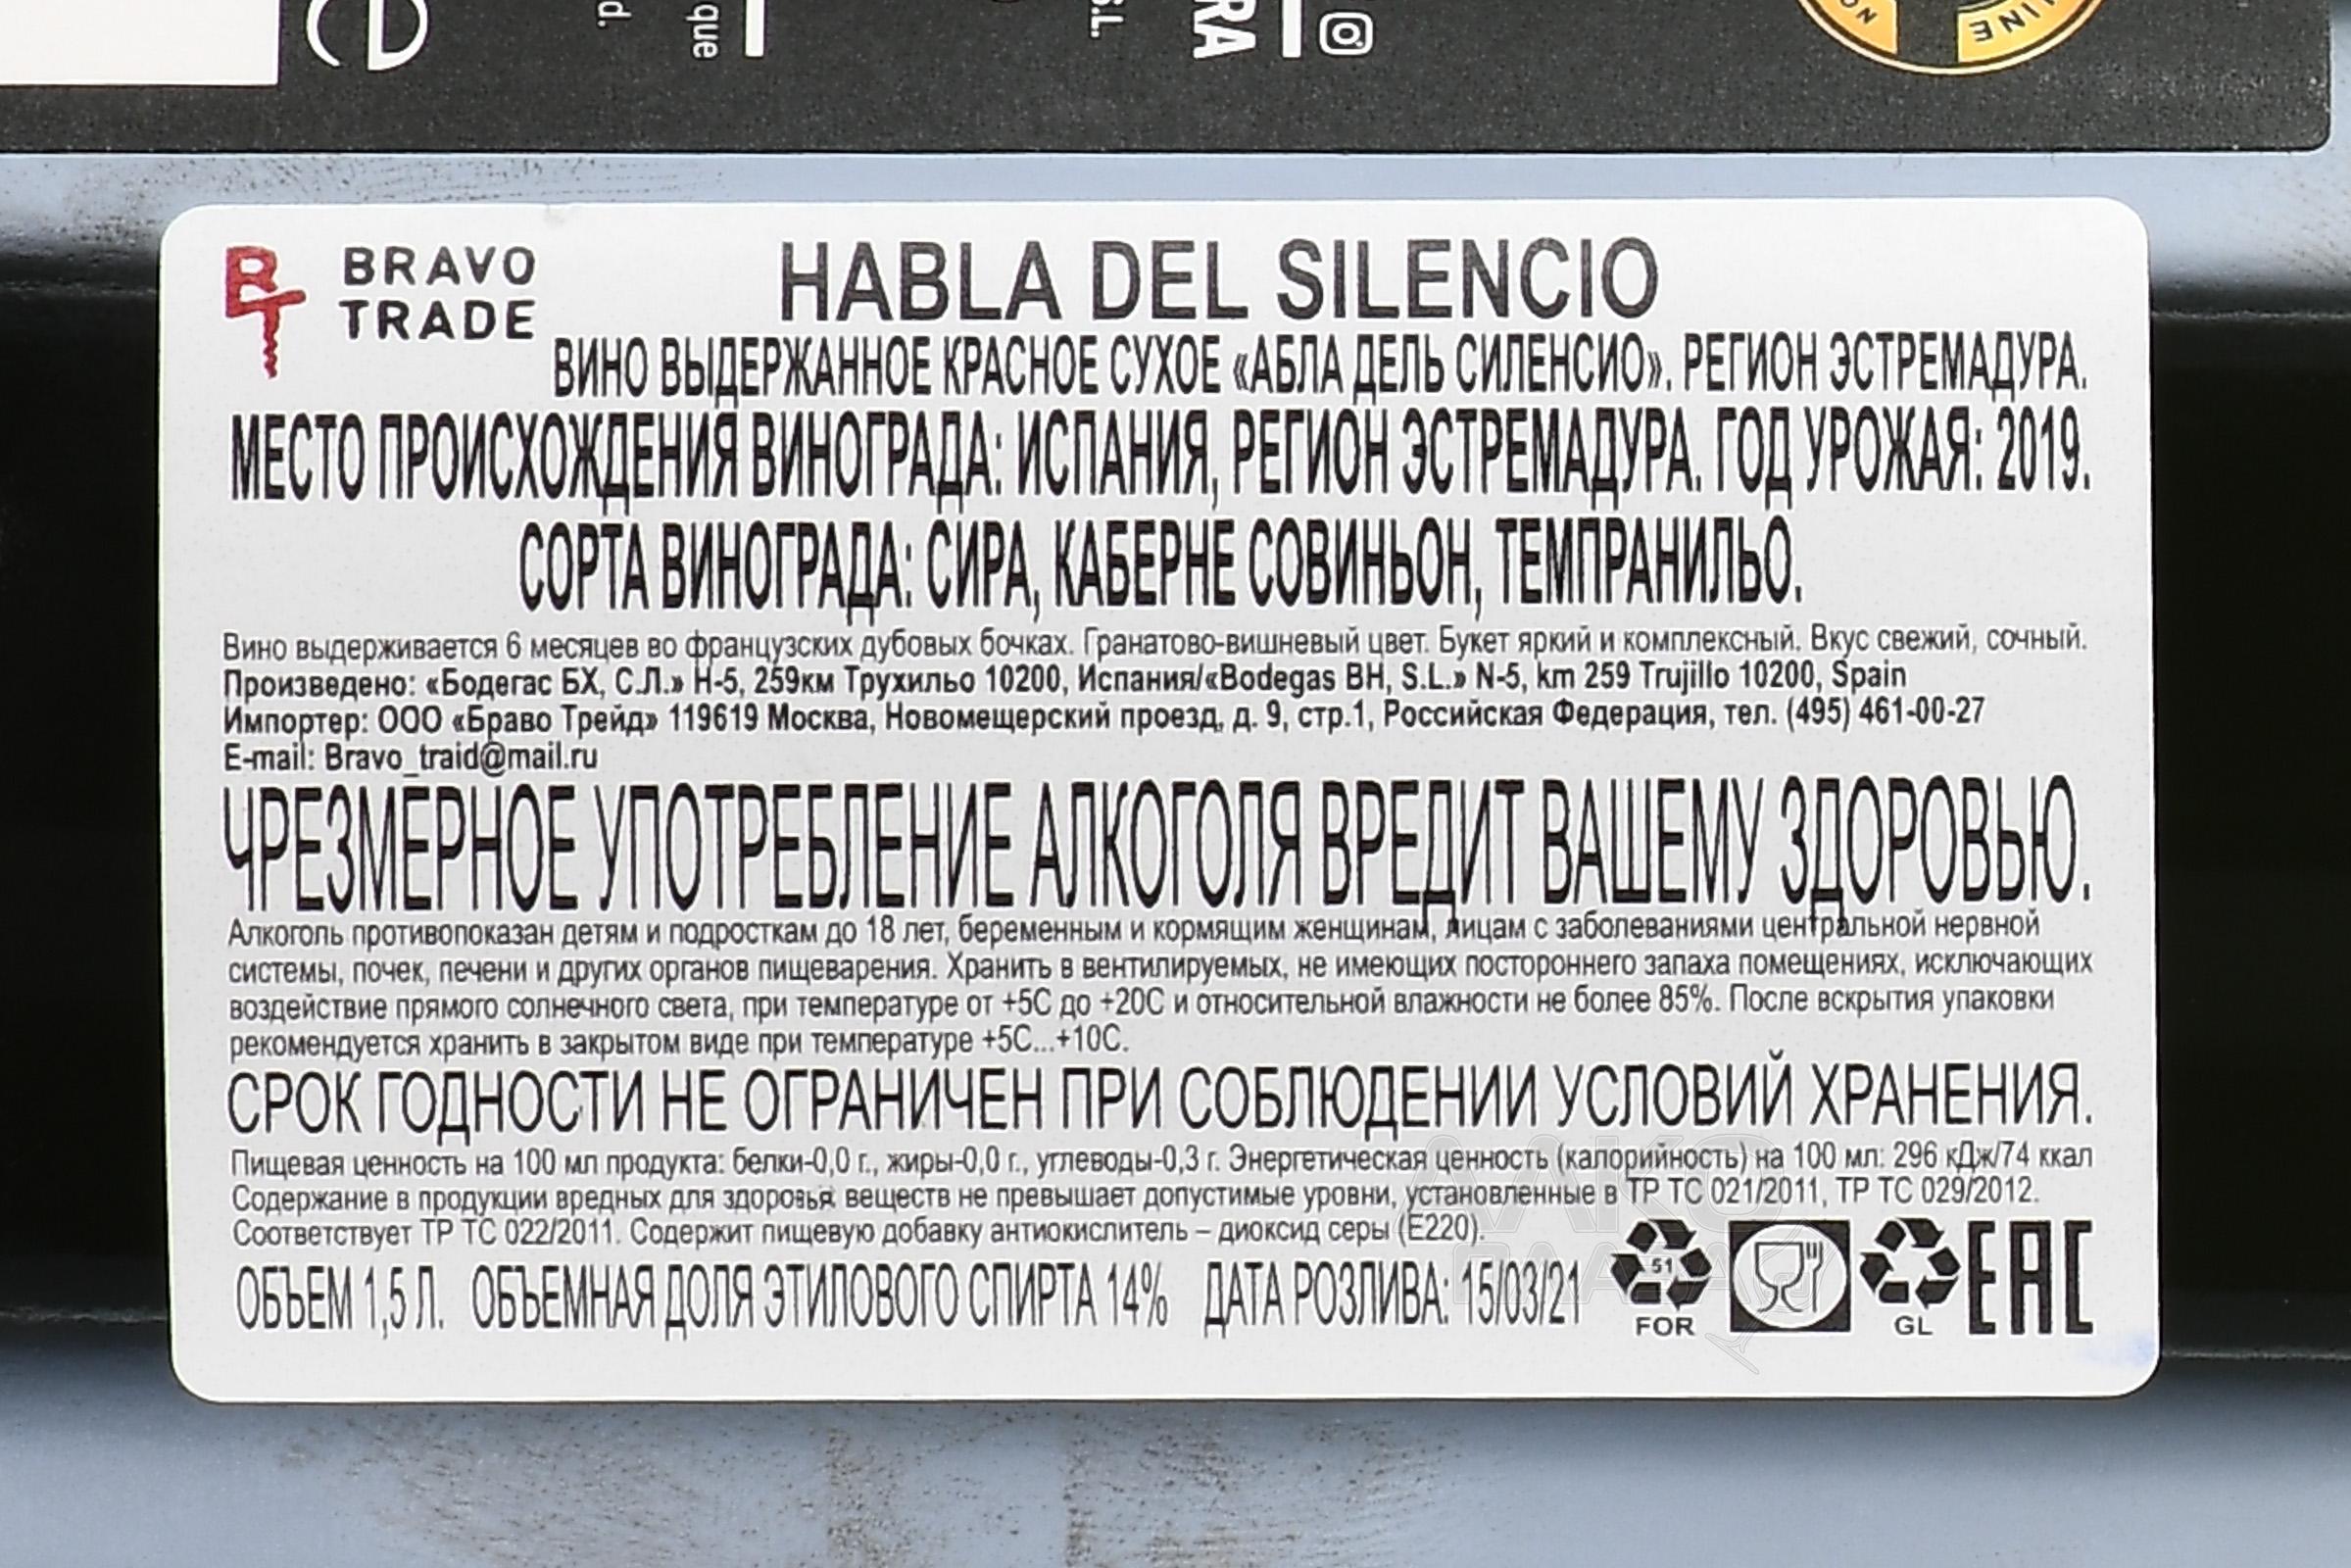 d.
que
S.L.
RA
BRAVO
TRADE
HABLA DEL SILENCIO
ВИНО ВЫДЕРЖАННОЕ КРАСНОЕ СУХОЕ «АБЛА ДЕЛЬ СИЛЕНСИО». РЕГИОН ЭСТРЕМАДУРА.
МЕСТО ПРОИСХОЖДЕНИЯ ВИНОГРАДА: ИСПАНИЯ, РЕГИОН ЭСТРЕМАДУРА. ГОД УРОЖАЯ: 2019.
СОРТА ВИНОГРАДА: СИРА, КАБЕРНЕ СОВИНЬОН, ТЕМПРАНИЛЬО.
Вино выдерживается 6 месяцев во французских дубовых бочках. Гранатово-вишневый цвет. Букет яркий и комплексный. Вкус свежий, сочный.
Произведено: «Бодегас БХ, С.Л.» Н-5, 259км Трухильо 10200, Испания/«Bodegas BH, S.L.» N-5, km 259 Trujillo 10200, Spain
Импортер: ООО «Браво Трейд» 119619 Москва, Новомещерский проезд, д. 9, стр.1, Российская Федерация, тел. (495) 461-00-27
E-mail: Bravo_traid@mail.ru
ЧРЕЗМЕРНОЕ УПОТРЕБЛЕНИЕ АЛКОГОЛЯ ВРЕДИТ ВАШЕМУ ЗДОРОВЬЮ.
Алкоголь противопоказан детям и подросткам до 18 лет, беременным и кормящим женщинам, лицам с заболеваниями центральной нервной
системы, почек, печени и других органов пищеварения. Хранить в вентилируемых, не имеющих постороннего запаха помещениях, исключающих
воздействие прямого солнечного света, при температуре от +5С до +20С и относительной влажности не более 85%. После вскрытия упаковки
рекомендуется хранить в закрытом виде при температуре +5С...+10С.
СРОК ГОДНОСТИ НЕ ОГРАНИЧЕН ПРИ СОБЛЮДЕНИИ УСЛОВИЙ ХРАНЕНИЯ.
Пищевая ценность на 100 мл продукта: белки-0,0 г., жиры-0,0 г., углеводы-0,3 г. Энергетическая ценность (калорийность) на 100 мл: 296 кДж/74 ккал
Содержание в продукции вредных для здоровья веществ не превышает допустимые уровни, установленные в ТР ТС 021/2011, ТР ТС 029/2012.
Соответствует ТР ТС 022/2011. Содержит пищевую добавку антиокислитель – диоксид серы (Е220).
ОБЪЕМ 1,5 Л. ОБЪЕМНАЯ ДОЛЯ ЭТИЛОВОГО СПИРТА 14% ДАТА РОЗЛИВА: 15/03/21
51
FOR
GL
EAC